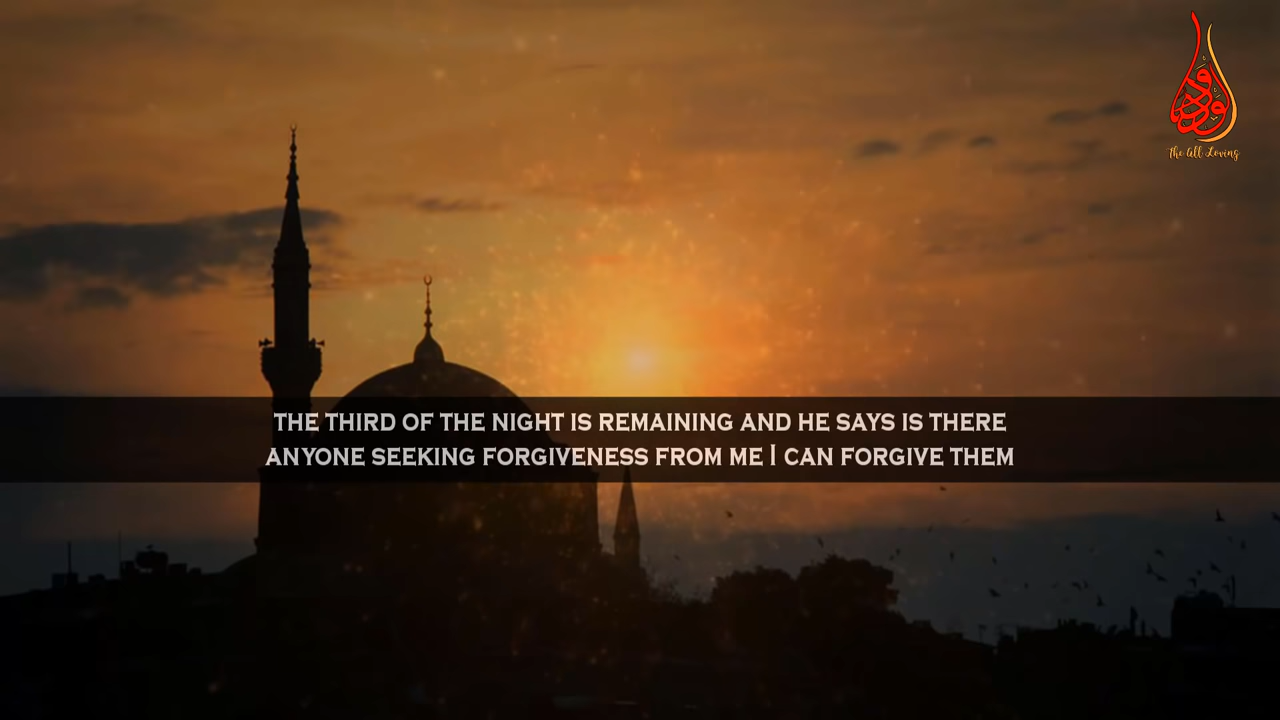 الودود
The All Loving
THE THIRD OF THE NIGHT IS REMAINING AND HE SAYS IS THERE
ANYONE SEEKING FORGIVENESS FROM ME I CAN FORGIVE THEM